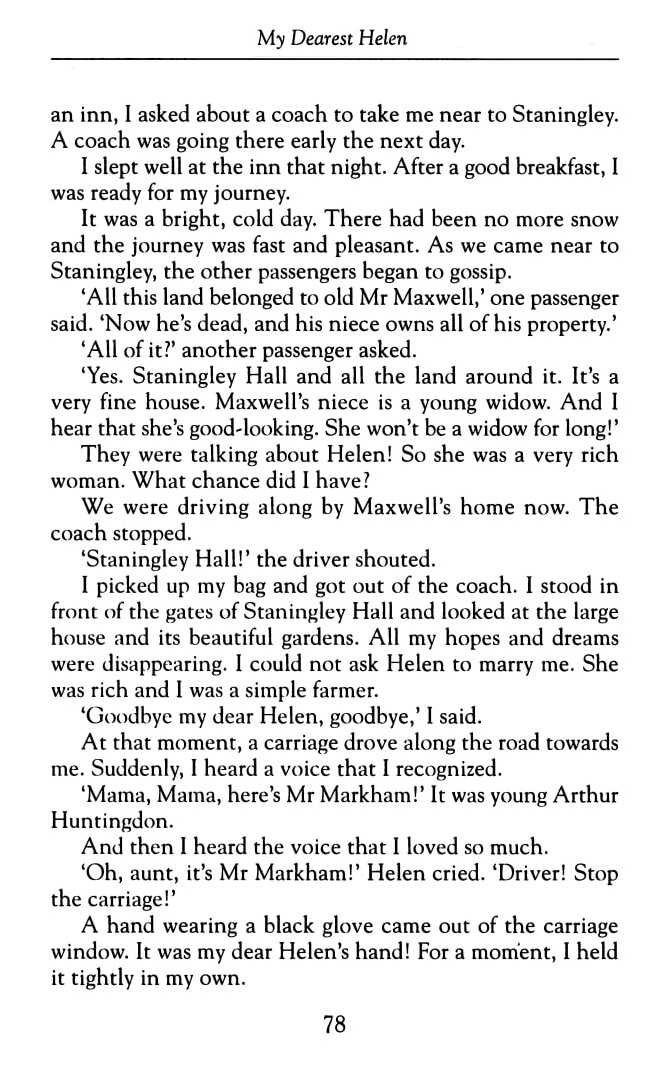 My Dearest Helen
an inn, I asked about a coach to take me near to Staningley.
A coach was going there early the next day.
I slept well at the inn that night. After a good breakfast, I
was ready for my journey.
It was a bright, cold day. There had been no more snow
and the journey was fast and pleasant. As we came near to
Staningley, the other passengers began to gossip.
‘All this land belonged to old Mr Maxwell,’ one passenger
said. ‘Now he’s dead, and his niece owns all of his property.’
‘All of it?’ another passenger asked.
‘Yes. Staningley Hall and all the land around it. It’s a
very fine house. Maxwell’s niece is a young widow. And I
hear that she’s good-looking. She won’t be a widow for long!’
They were talking about Helen! So she was a very rich
woman. What chance did I have?
We were driving along by Maxwell’s home now. The
coach stopped.
‘Staningley Hall!’ the driver shouted.
I picked up my bag and got out of the coach. I stood in
front of the gates of Staningley Hall and looked at the large
house and its beautiful gardens. All my hopes and dreams
were disappearing. I could not ask Helen to marry me. She
was rich and I was a simple farmer.
‘Goodbye my dear Helen, goodbye,’ I said.
At that moment, a carriage drove along the road towards
me. Suddenly, I heard a voice that I recognized.
‘Mama, Mama, here’s Mr Markham!’ It was young Arthur
Huntingdon.
And then I heard the voice that I loved so much.
‘Oh, aunt, it’s Mr Markham!’ Helen cried. ‘Driver! Stop
the carriage!’
A hand wearing a black glove came out of the carriage
window. It was my dear Helen’s hand! For a moment, I held
it tightly in my own.
78